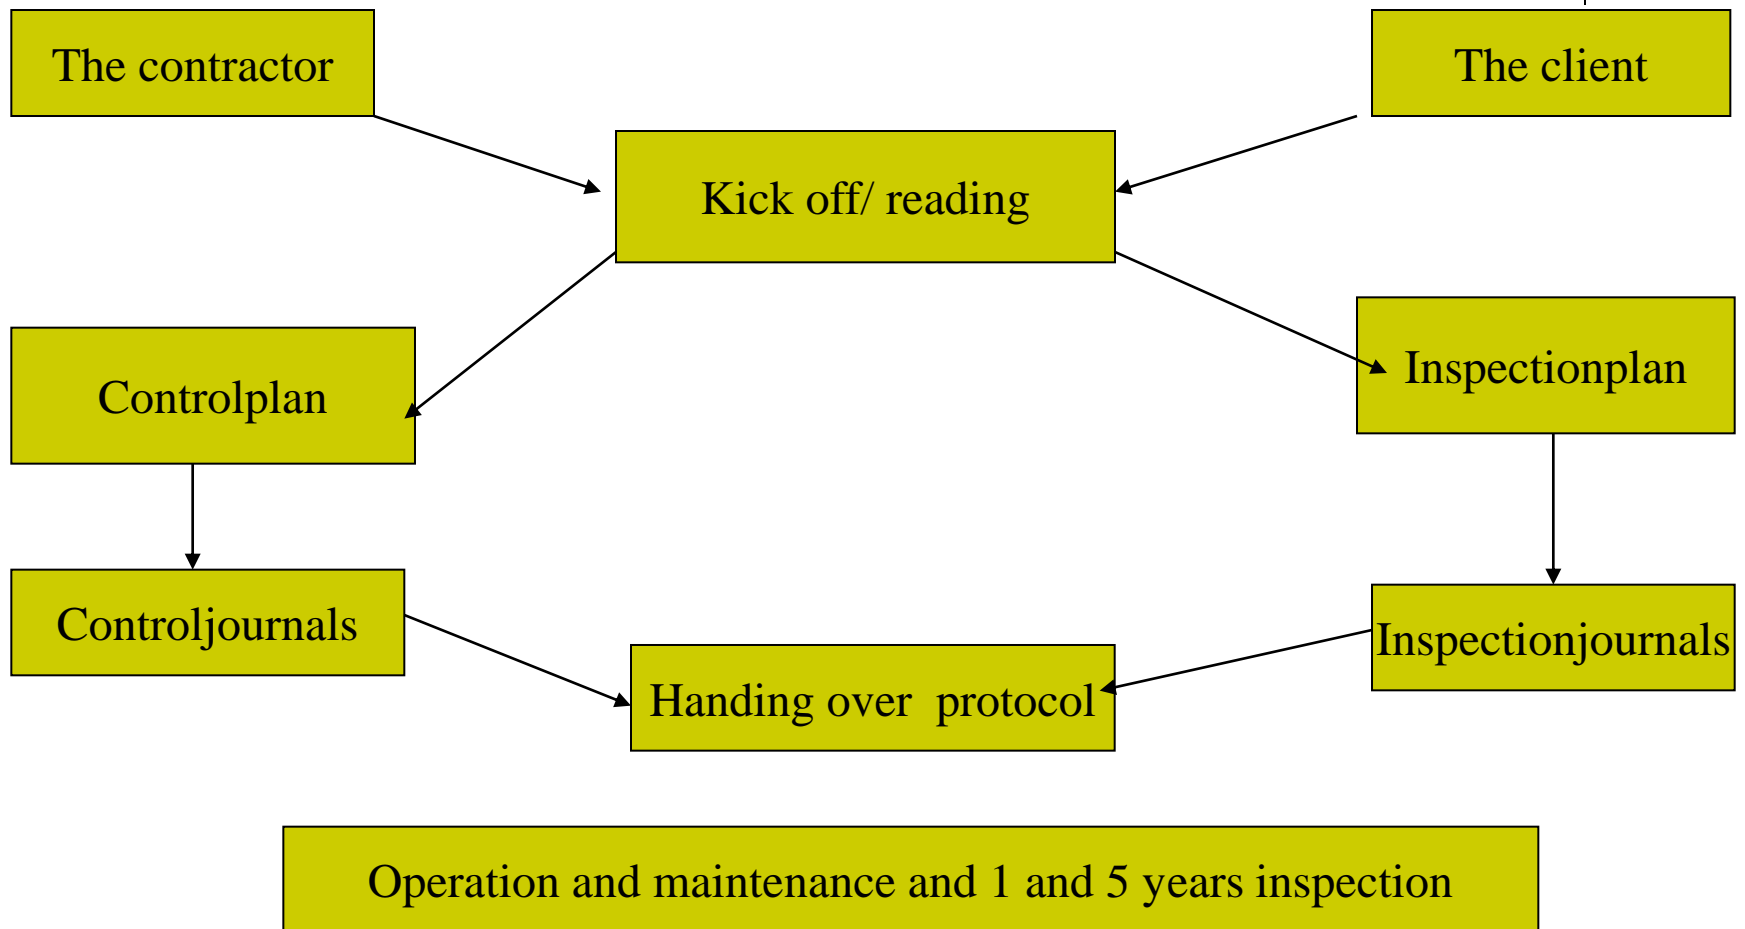 The contractor
The client
Kick off/ reading
Controlplan
Inspectionplan
Controljournals
Inspectionjournals
Handing over  protocol
Operation and maintenance and 1 and 5 years inspection